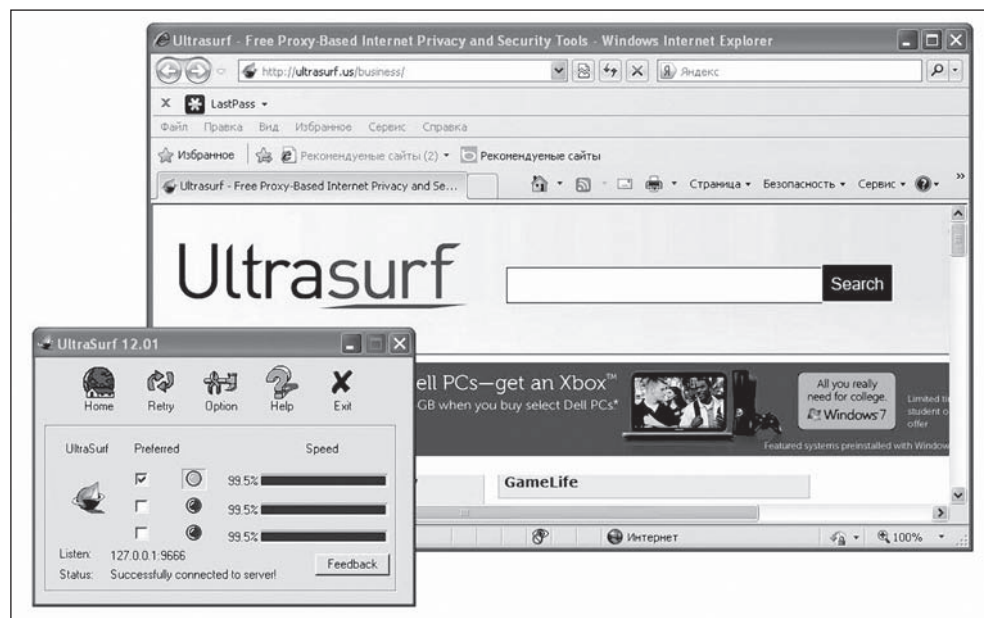 Ultrasurf - Free Proxy-Based Internet Privacy and Security Tools - Windows Internet Explorer
http://ultrasurf.us/business/
Яндекс
X LastPass
Файл Правка Вид Избранное Сервис Справка
Избранное Рекомендуемые сайты (2) Рекомендуемые сайты
Ultrasurf - Free Proxy-Based Internet Privacy and Se...
Страница Безопасность Сервис
Ultrasurf
Search
ell PCs—get an Xbox™
GB when you buy select Dell PCs.*
All you really
need for college.
Windows 7
Limited
student
offer
Featured systems preinstalled with Window
GameLife
Интернет
100%
UltraSurf 12.01
Home Retry Option Help Exit
UltraSurf Preferred Speed
99.5%
99.5%
99.5%
Listen: 127.0.0.1:9666
Status: Successfully connected to server!
Feedback